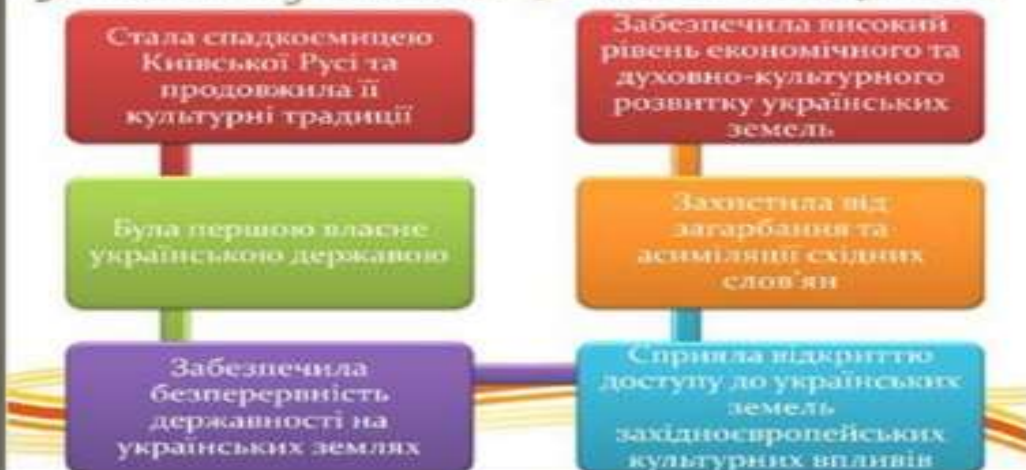 Стала спадкоємицею
Київської Русі та
продовжила її
культурні традиції
Була першою власне
українською державою
Забезпечила
безперервність
державності на
українських землях
Сприяла відкриттю
доступу до українських
земель
західноєвропейських
культурних впливів
Захистила від
загарбання та
асиміляції східних
слов'ян
Забезпечила високий
рівень економічного та
духовно-культурного
розвитку українських
земель